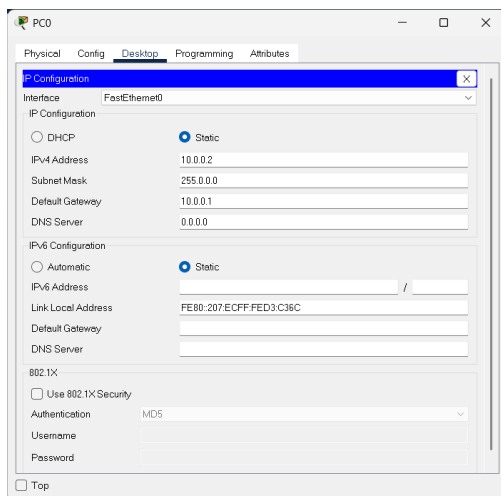 PC0
Physical Config Desktop Programming Attributes
IP Configuration
Interface FastEthernet0
IP Configuration
DHCP Static
IPv4 Address 10.0.0.2
Subnet Mask 255.0.0.0
Default Gateway 10.0.0.1
DNS Server 0.0.0.0
IPv6 Configuration
Automatic Static
IPv6 Address /
Link Local Address FE80::207:ECFF:FED3:C36C
Default Gateway
DNS Server
802.1X
Use 802.1X Security
Authentication MD5
Username
Password
Top